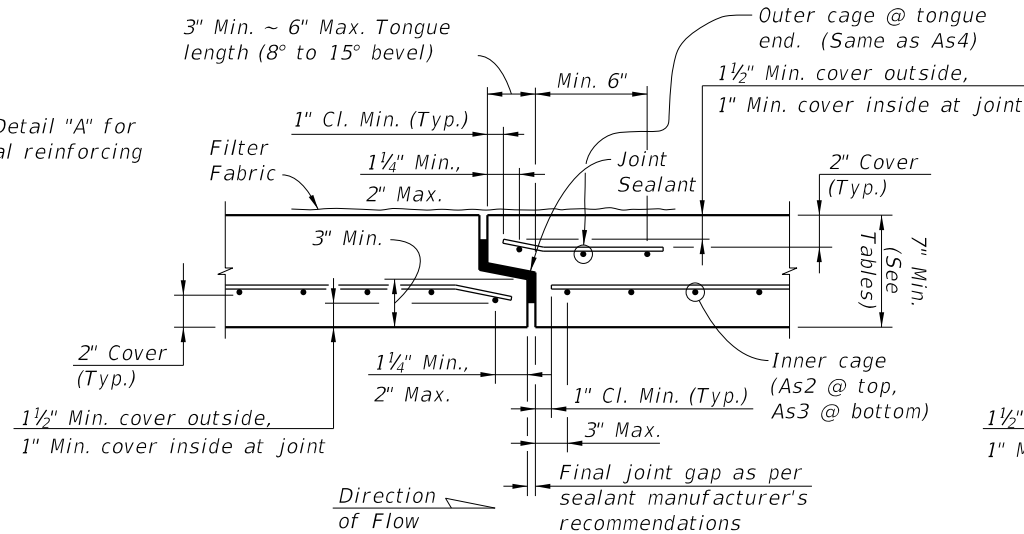 3" Min. ~ 6" Max. Tongue
length (8° to 15° bevel)
Outer cage @ tongue
end. (Same as As4)
Min. 6"
1½" Min. cover outside,
1" Min. cover inside at joint
1" Cl. Min. (Typ.)
Detail "A" for
al reinforcing
Filter
Fabric
1¼" Min.,
2" Max.
Joint
Sealant
2" Cover
(Typ.)
3" Min.
7" Min.
(See
Tables)
2" Cover
(Typ.)
1¼" Min.,
2" Max.
Inner cage
(As2 @ top,
As3 @ bottom)
1" Cl. Min. (Typ.)
1½" Min. cover outside,
1" Min. cover inside at joint
3" Max.
1½"
1" M
Final joint gap as per
sealant manufacturer's
recommendations
Direction
of Flow